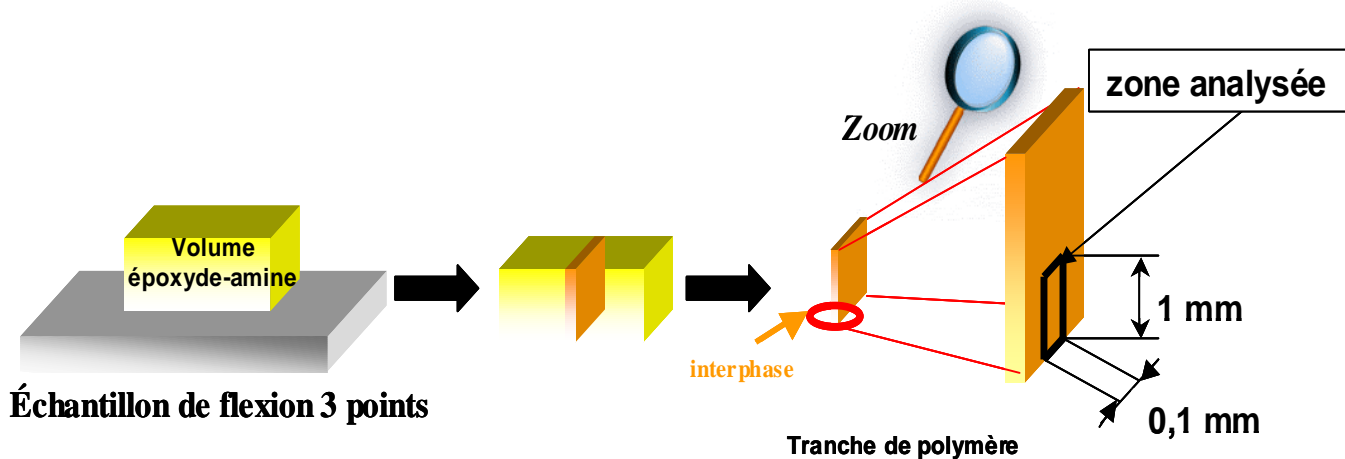 zone analysée
Zoom
Volume
époxyde-amine
1 mm
interphase
0,1 mm
Échantillon de flexion 3 points
Tranche de polymère